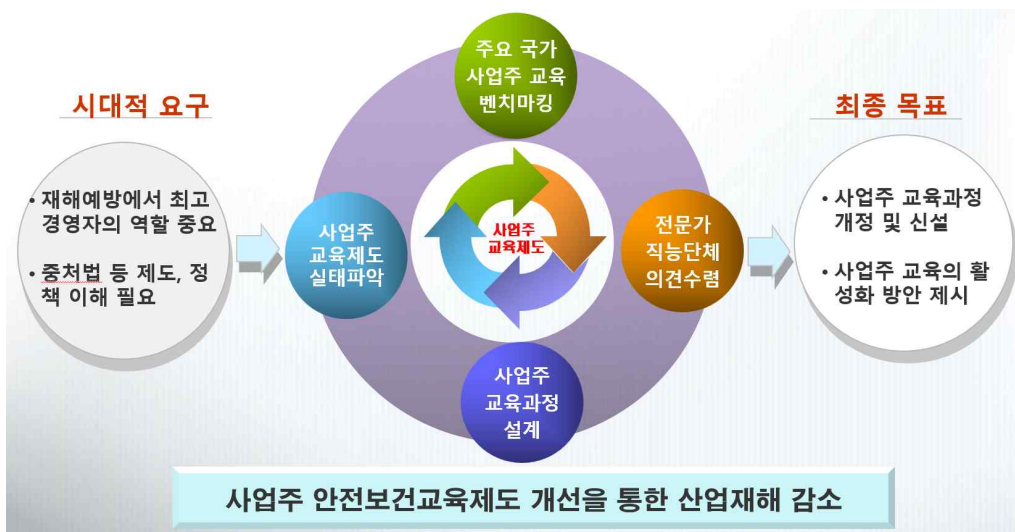 시대적 요구
• 재해예방에서 최고
경영자의 역할 중요
• 중처법 등 제도, 정
책 이해 필요
주요 국가
사업주 교육
벤치마킹
사업주
교육제도
실태파악
사업주
교육제도
전문가
직능단체
의견수렴
사업주
교육과정
설계
최종 목표
• 사업주 교육과정
개정 및 신설
• 사업주 교육의 활
성화 방안 제시
사업주 안전보건교육제도 개선을 통한 산업재해 감소